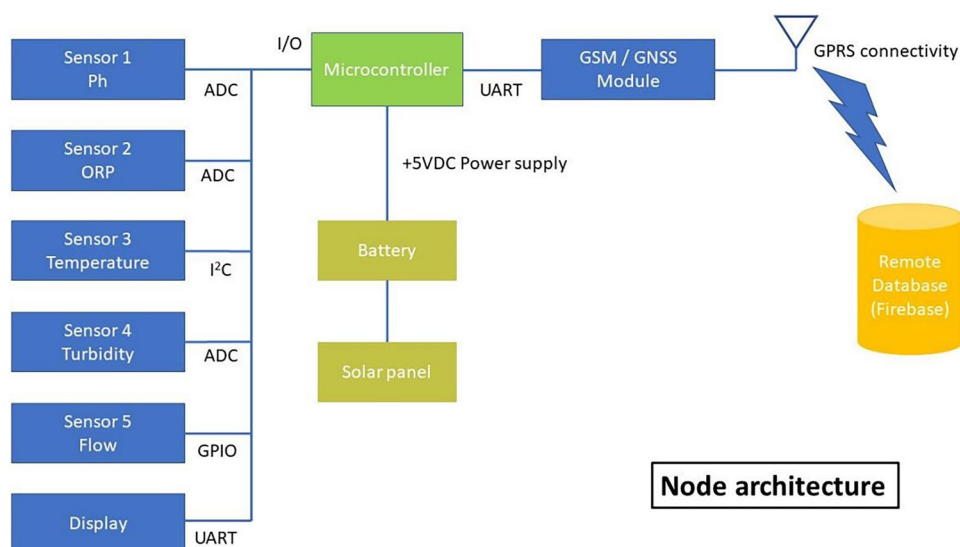 Sensor 1
Ph
ADC
Sensor 2
ORP
ADC
Sensor 3
Temperature
I²C
Sensor 4
Turbidity
ADC
Sensor 5
Flow
GPIO
Display
UART
I/O
Microcontroller
UART
GSM / GNSS
Module
GPRS connectivity
+5VDC Power supply
Battery
Solar panel
Remote
Database
(Firebase)
Node architecture